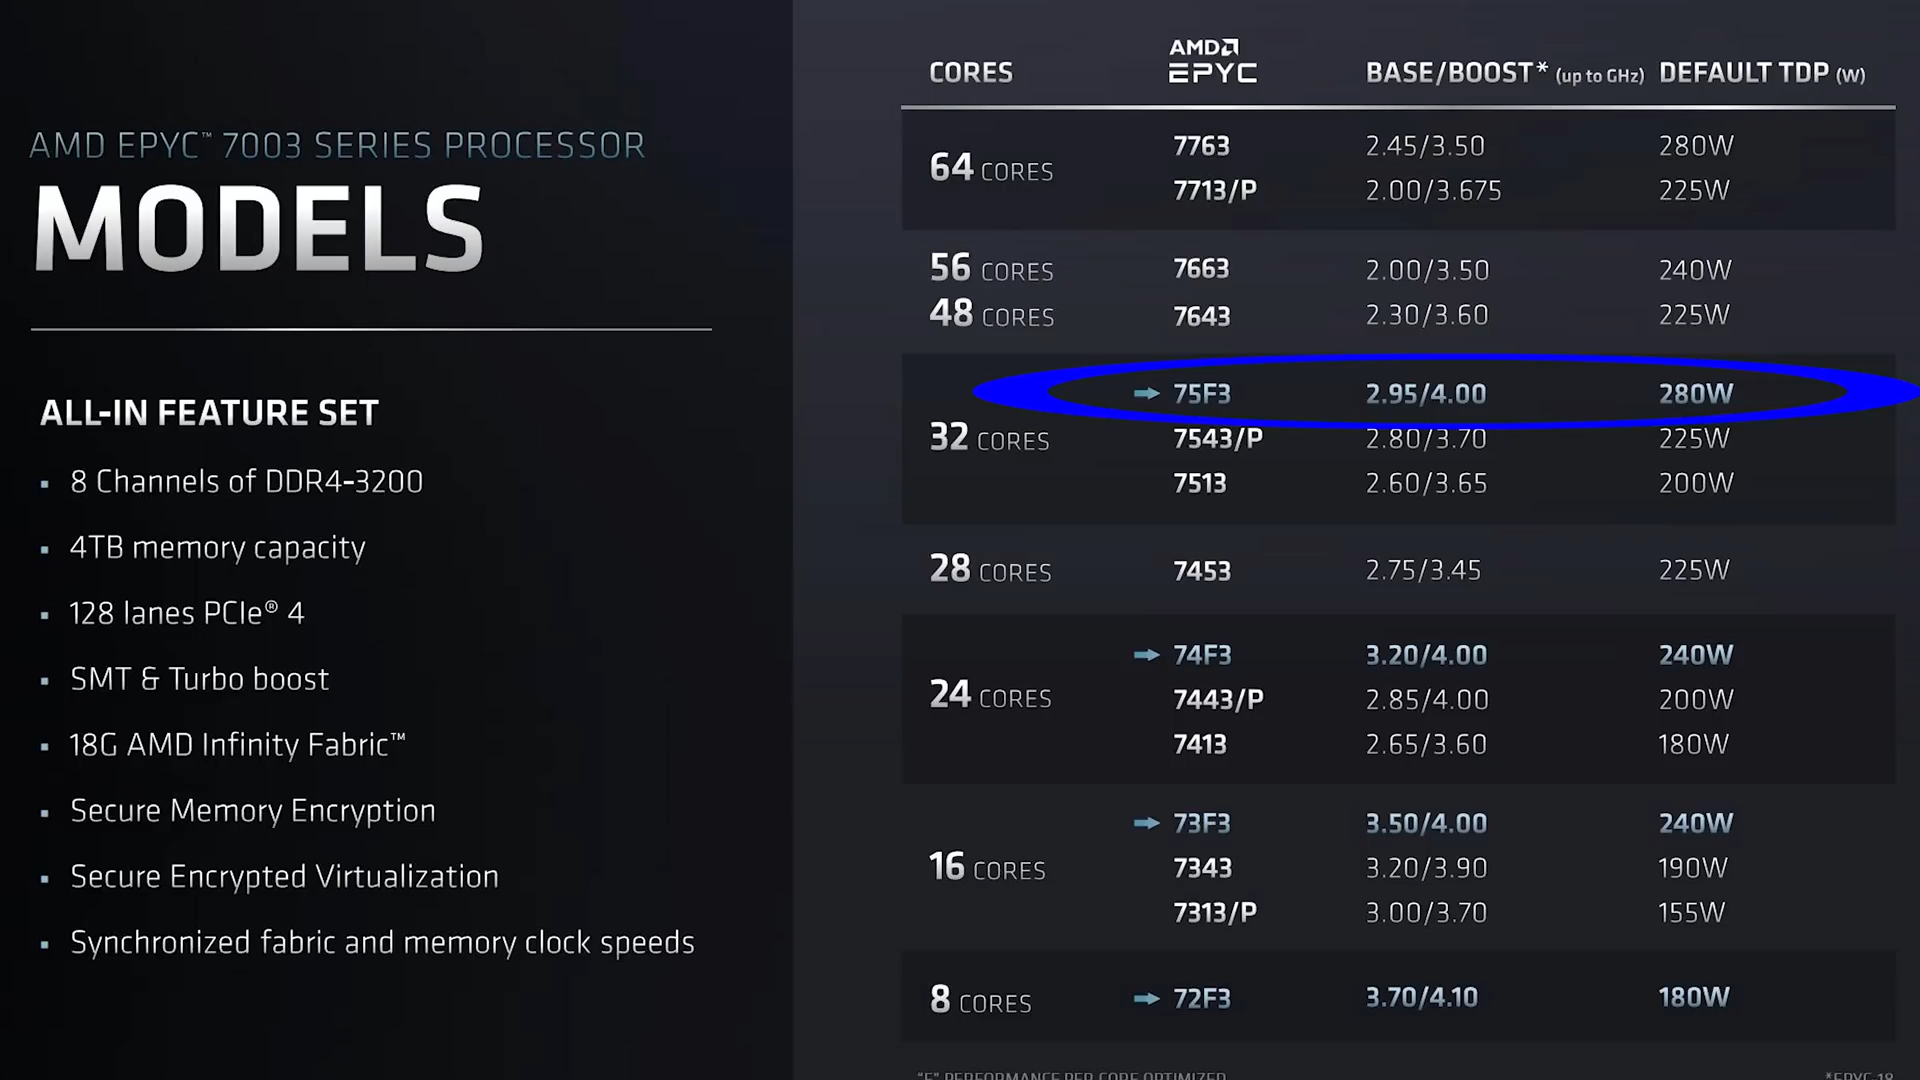 AMD EPYC™ 7003 SERIES PROCESSOR
MODELS
ALL-IN FEATURE SET
▪ 8 Channels of DDR4-3200
▪ 4TB memory capacity
▪ 128 lanes PCIe® 4
▪ SMT & Turbo boost
▪ 18G AMD Infinity Fabric™
▪ Secure Memory Encryption
▪ Secure Encrypted Virtualization
▪ Synchronized fabric and memory clock speeds
CORES AMD EPYC BASE/BOOST* (up to GHz) DEFAULT TDP (W)
64 CORES
7763 2.45/3.50 280W
7713/P 2.00/3.675 225W
56 CORES 7663 2.00/3.50 240W
48 CORES 7643 2.30/3.60 225W
32 CORES
75F3 2.95/4.00 280W
7543/P 2.80/3.70 225W
7513 2.60/3.65 200W
28 CORES 7453 2.75/3.45 225W
24 CORES
74F3 3.20/4.00 240W
7443/P 2.85/4.00 200W
7413 2.65/3.60 180W
16 CORES
73F3 3.50/4.00 240W
7343 3.20/3.90 190W
7313/P 3.00/3.70 155W
8 CORES 72F3 3.70/4.10 180W
"F" PERFORMANCE PER CORE OPTIMIZED *EPYC-18